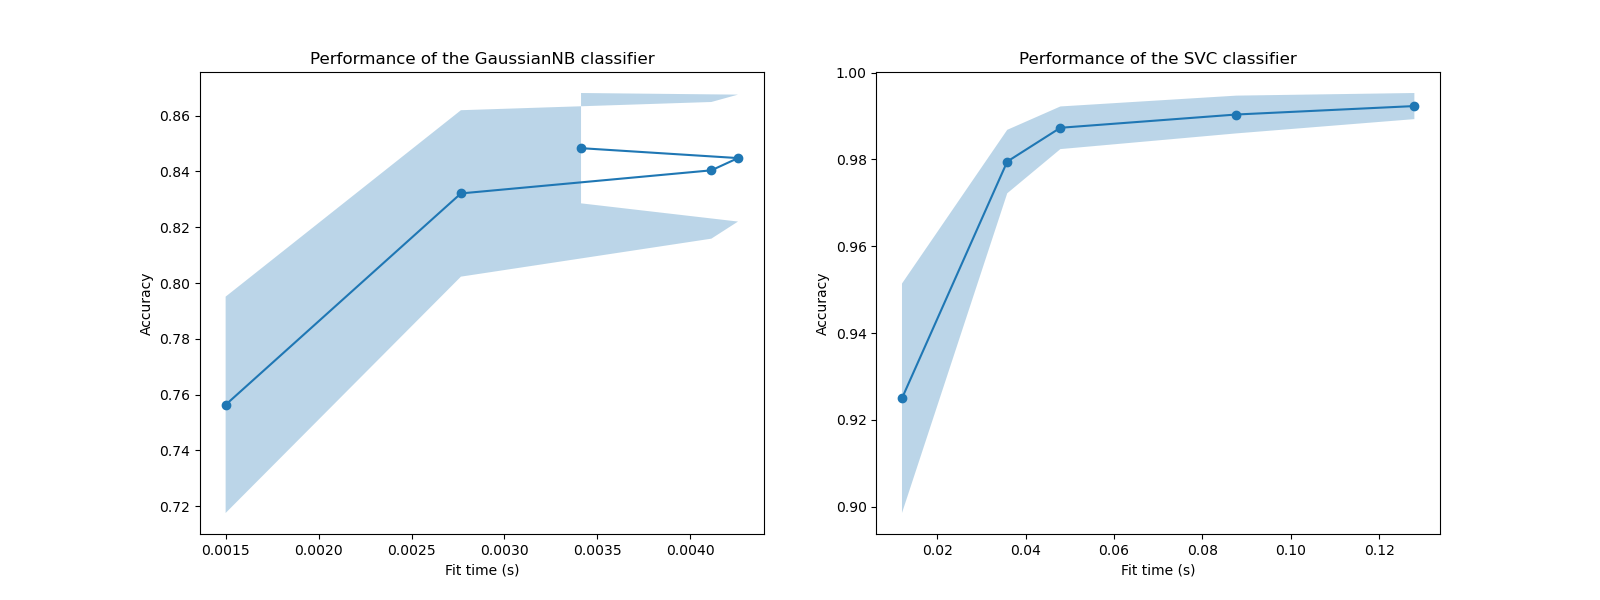 Performance of the GaussianNB classifier
Accuracy
0.86
0.84
0.82
0.80
0.78
0.76
0.74
0.72
0.0015 0.0020 0.0025 0.0030 0.0035 0.0040
Fit time (s)
Performance of the SVC classifier
Accuracy
1.00
0.98
0.96
0.94
0.92
0.90
0.02 0.04 0.06 0.08 0.10 0.12
Fit time (s)